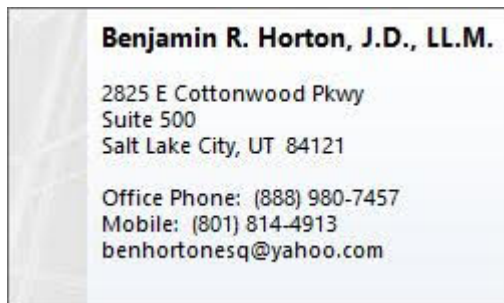 Benjamin R. Horton, J.D., LL.M.
2825 E Cottonwood Pkwy
Suite 500
Salt Lake City, UT  84121
Office Phone:  (888) 980-7457
Mobile:  (801) 814-4913
benhortonesq@yahoo.com